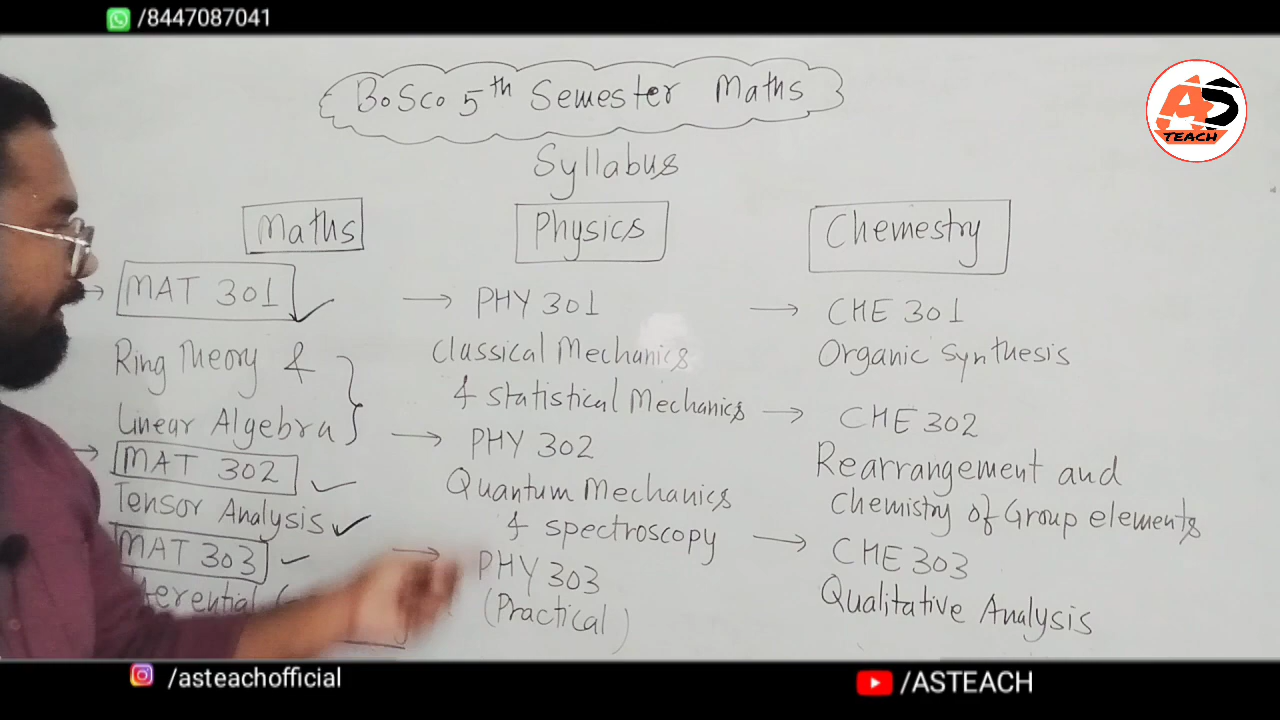 /8447087041
BoSco 5th Semester Maths
Syllabus
AS
TEACH
Maths
MAT 301
Ring Theory &
Linear Algebra
MAT 302
Tensor Analysis
MAT 303
Physics
PHY 301
Classical Mechanics
& statistical Mechanics
PHY 302
Quantum Mechanics
& spectroscopy
PHY 303
(Practical)
Chemestry
CHE 301
Organic Synthesis
CHE 302
Rearrangement and
Chemistry of Group elements
CHE 303
Qualitative Analysis
/asteachofficial
/ASTEACH